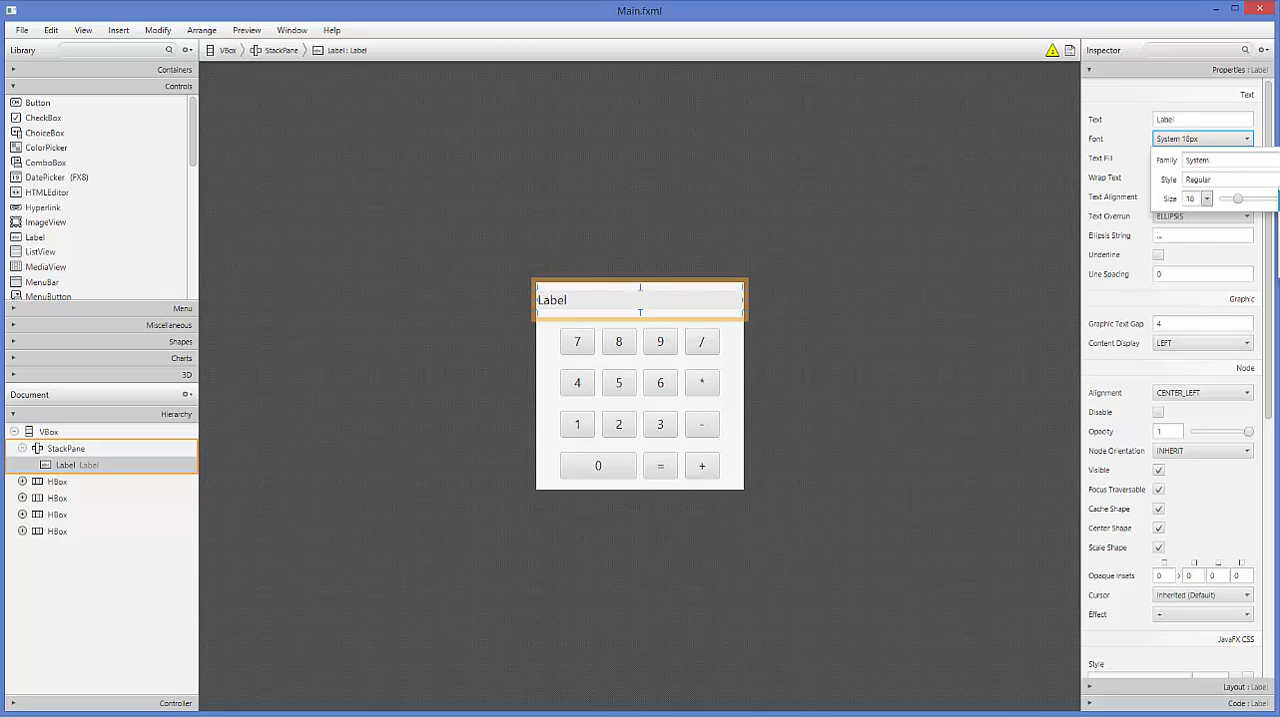 Main.fxml
File Edit View Insert Modify Arrange Preview Window Help
Library
VBox StackPane Label : Label
Inspector
Containers
Controls
Button
CheckBox
ChoiceBox
ColorPicker
ComboBox
DatePicker (FX8)
HTMLEditor
Hyperlink
ImageView
Label
ListView
MediaView
MenuBar
MenuButton
Menu
Miscellaneous
Shapes
Charts
3D
Document
Hierarchy
VBox
StackPane
Label Label
HBox
HBox
HBox
HBox
Controller
Label
7 8 9 /
4 5 6 *
1 2 3 -
0 = +
Properties : Label
Text
Text Label
Font System 18px
Text Fill
Family System
Wrap Text
Style Regular
Text Alignment
Size 18
Text Overrun ELLIPSIS
Ellipsis String ...
Underline
Line Spacing 0
Graphic
Graphic Text Gap 4
Content Display LEFT
Node
Alignment CENTER_LEFT
Disable
Opacity 1
Node Orientation INHERIT
Visible
Focus Traversable
Cache Shape
Center Shape
Scale Shape
Opaque Insets 0 0 0 0
Cursor Inherited (Default)
Effect +
JavaFX CSS
Style
Layout : Label
Code : Label